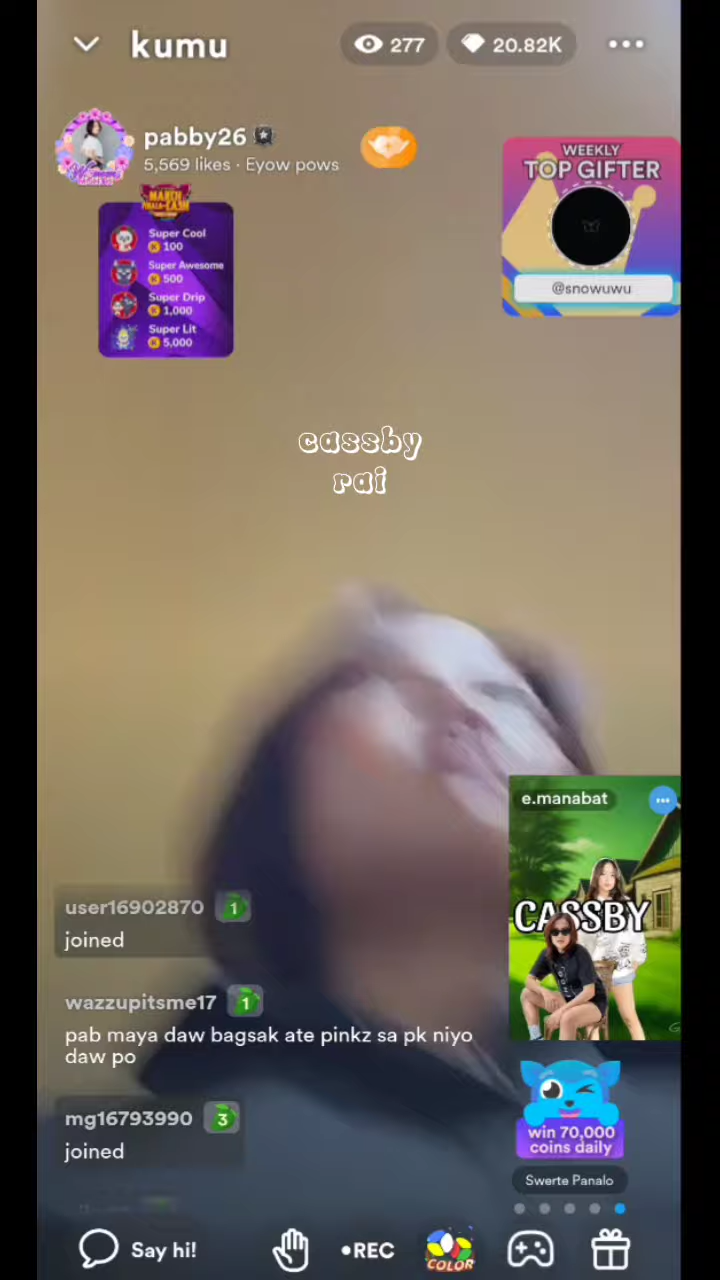 kumu
277
20.82K
pabby26
5,569 likes · Eyow pows
WEEKLY
TOP GIFTER
@snowuwu
MARCH
Super Cool
100
Super Awesome
500
Super Drip
1,000
Super Lit
5,000
cassby
rai
e.manabat
CASSBY
user16902870 1
joined
wazzupitsme17 1
pab maya daw bagsak ate pinkz sa pk niyo
daw po
mg16793990 3
joined
win 70,000
coins daily
Swerte Panalo
Say hi!
•REC
COLOR